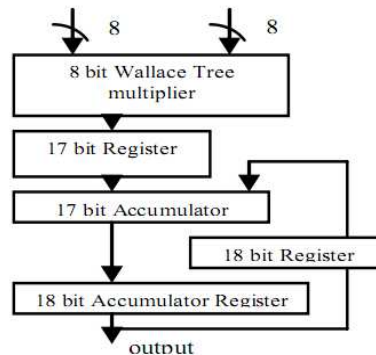 8 8
8 bit Wallace Tree
multiplier
17 bit Register
17 bit Accumulator
18 bit Register
18 bit Accumulator Register
output